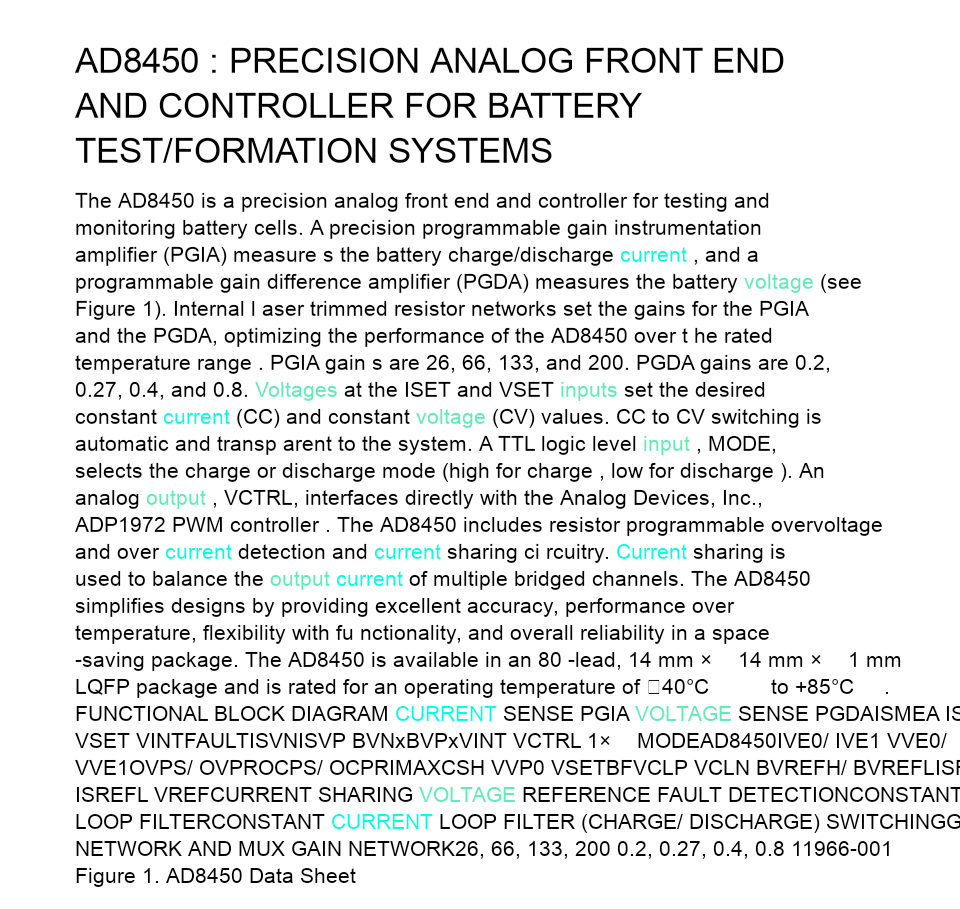 AD8450 : PRECISION ANALOG FRONT END
AND CONTROLLER FOR BATTERY
TEST/FORMATION SYSTEMS
The AD8450 is a precision analog front end and controller for testing and
monitoring battery cells. A precision programmable gain instrumentation
amplifier (PGIA) measure s the battery charge/discharge current , and a
programmable gain difference amplifier (PGDA) measures the battery voltage (see
Figure 1). Internal l aser trimmed resistor networks set the gains for the PGIA
and the PGDA, optimizing the performance of the AD8450 over t he rated
temperature range . PGIA gain s are 26, 66, 133, and 200. PGDA gains are 0.2,
0.27, 0.4, and 0.8. Voltages at the ISET and VSET inputs set the desired
constant current (CC) and constant voltage (CV) values. CC to CV switching is
automatic and transp arent to the system. A TTL logic level input , MODE,
selects the charge or discharge mode (high for charge , low for discharge ). An
analog output , VCTRL, interfaces directly with the Analog Devices, Inc.,
ADP1972 PWM controller . The AD8450 includes resistor programmable overvoltage
and over current detection and current sharing ci rcuitry. Current sharing is
used to balance the output current of multiple bridged channels. The AD8450
simplifies designs by providing excellent accuracy, performance over
temperature, flexibility with fu nctionality, and overall reliability in a space
-saving package. The AD8450 is available in an 80 -lead, 14 mm × 14 mm × 1 mm
LQFP package and is rated for an operating temperature of □40°C to +85°C .
FUNCTIONAL BLOCK DIAGRAM CURRENT SENSE PGIA VOLTAGE SENSE PGDAISMEA IS
VSET VINTFAULTISVNISVP BVNxBVPxVINT VCTRL 1× MODEAD8450IVE0/ IVE1 VVE0/
VVE1OVPS/ OVPROCPS/ OCPRIMAXCSH VVP0 VSETBFVCLP VCLN BVREFH/ BVREFLISR
ISREFL VREFCURRENT SHARING VOLTAGE REFERENCE FAULT DETECTIONCONSTANT
LOOP FILTERCONSTANT CURRENT LOOP FILTER (CHARGE/ DISCHARGE) SWITCHINGG
NETWORK AND MUX GAIN NETWORK26, 66, 133, 200 0.2, 0.27, 0.4, 0.8 11966-001
Figure 1. AD8450 Data Sheet